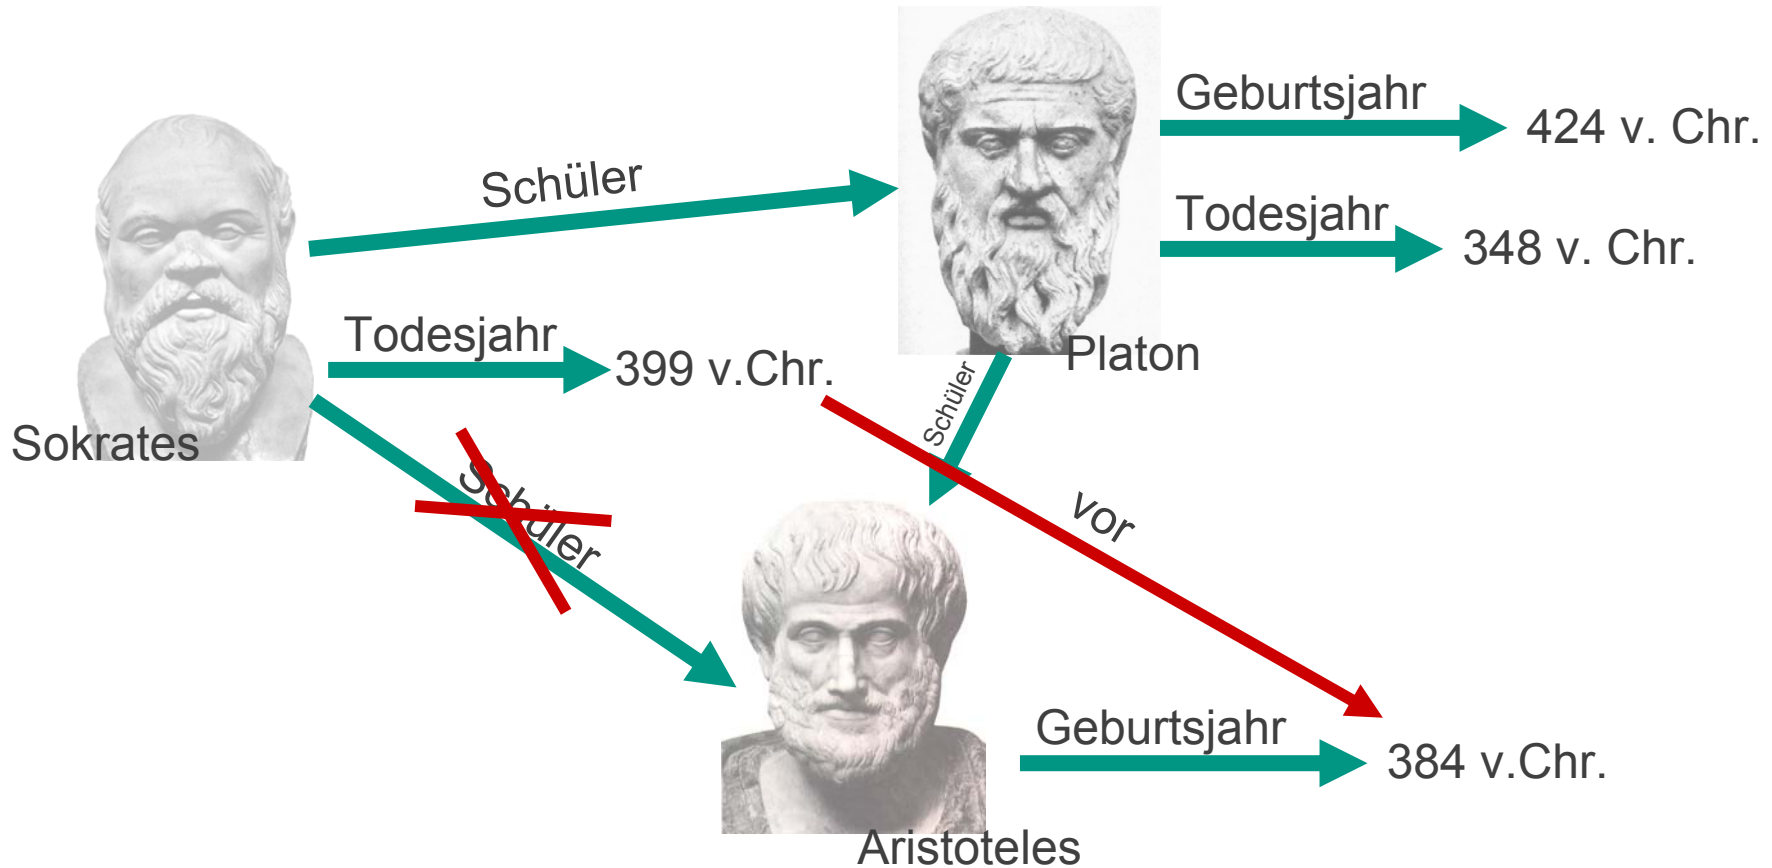 Geburtsjahr
424 v. Chr.
Schüler
Todesjahr
348 v. Chr.
Todesjahr
399 v.Chr.
Platon
Schüler
Sokrates
Schüler
vor
Geburtsjahr
384 v.Chr.
Aristoteles